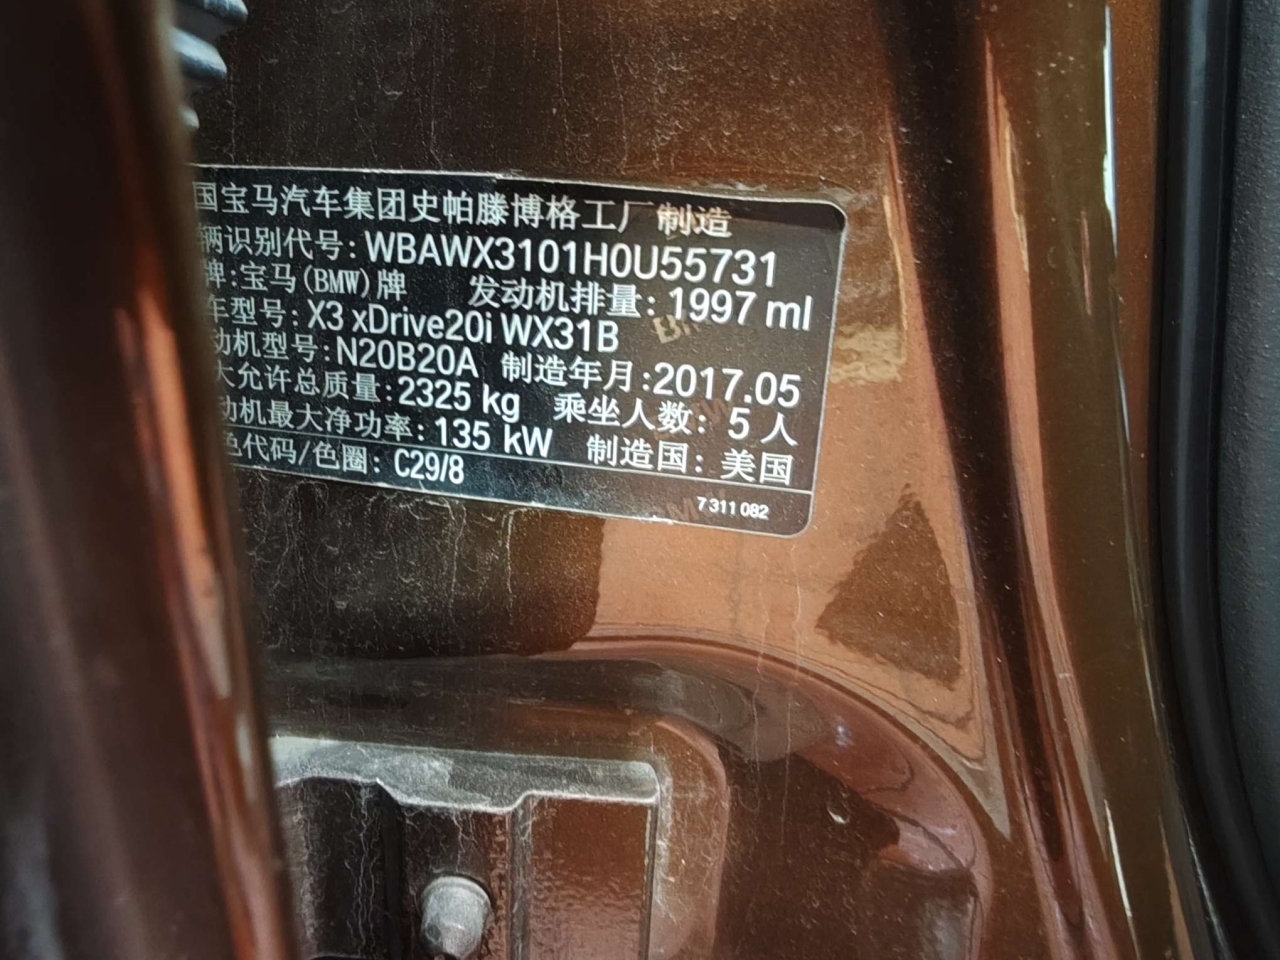 国宝马汽车集团史帕滕博格工厂制造
辆识别代号: WBAWX3101H0U55731
牌:宝马(BMW)牌 发动机排量: 1997 ml
车型号: X3 xDrive20i WX31B
动机型号: N20B20A 制造年月:2017.05
大允许总质量: 2325 kg 乘坐人数: 5 人
动机最大净功率: 135 kW 制造国: 美国
色代码/色圈: C29/8
7 311 082